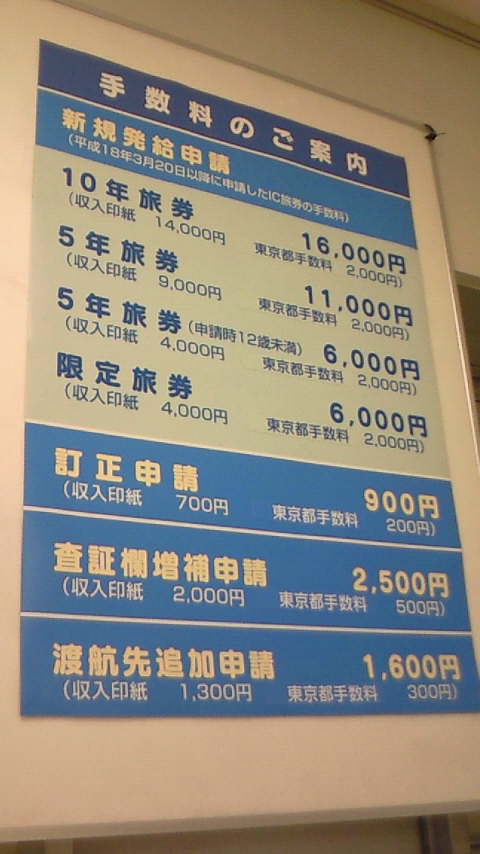 手数料のご案内
新規発給申請
(平成18年3月20日以降に申請したIC旅券の手数料)
10年旅券 16,000円
(収入印紙 14,000円 東京都手数料 2,000円)
5年旅券 11,000円
(収入印紙 9,000円 東京都手数料 2,000円)
5年旅券(申請時12歳未満) 6,000円
(収入印紙 4,000円 東京都手数料 2,000円)
限定旅券 6,000円
(収入印紙 4,000円 東京都手数料 2,000円)
訂正申請 900円
(収入印紙 700円 東京都手数料 200円)
査証欄増補申請 2,500円
(収入印紙 2,000円 東京都手数料 500円)
渡航先追加申請 1,600円
(収入印紙 1,300円 東京都手数料 300円)